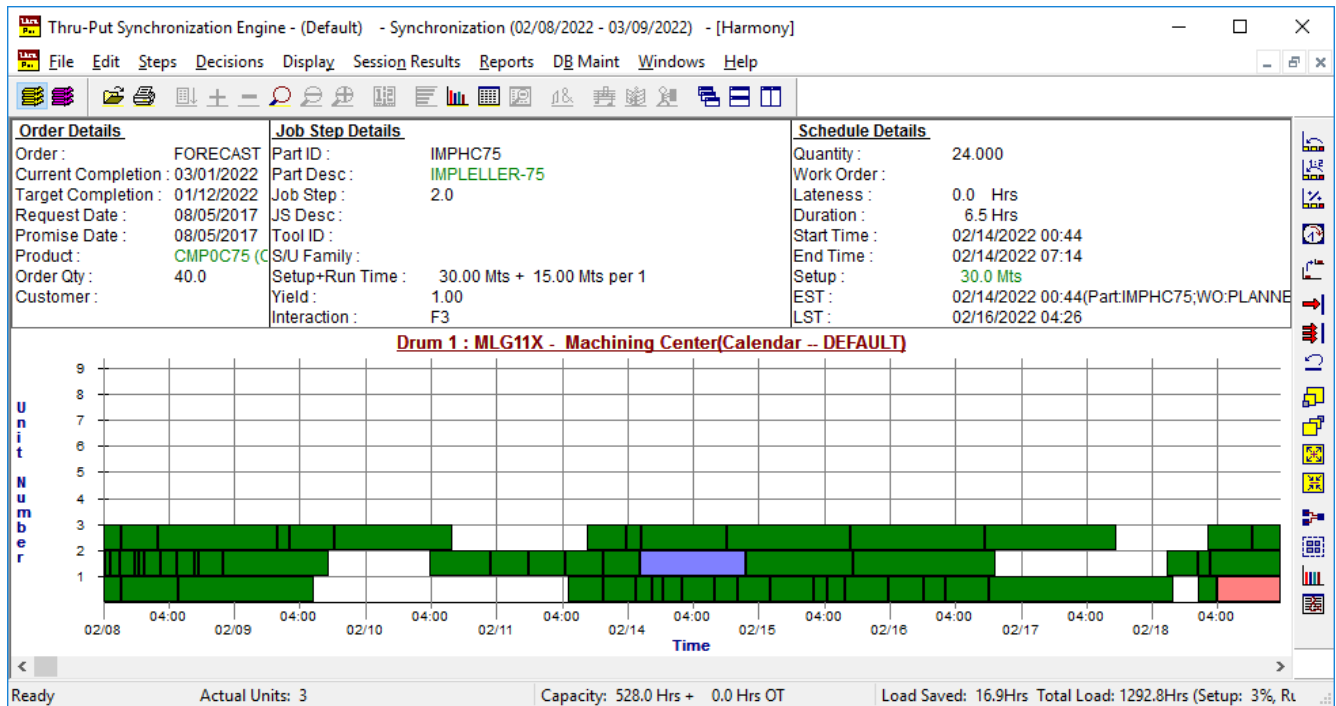 Thru-Put Synchronization Engine - (Default) - Synchronization (02/08/2022 - 03/09/2022) - [Harmony]
File Edit Steps Decisions Display Session Results Reports DB Maint Windows Help
Order Details
Order : FORECAST
Current Completion : 03/01/2022
Target Completion : 01/12/2022
Request Date : 08/05/2017
Promise Date : 08/05/2017
Product : CMP0C75 (C
Order Qty : 40.0
Customer :
Job Step Details
Part ID : IMPHC75
Part Desc : IMPLELLER-75
Job Step : 2.0
JS Desc :
Tool ID :
S/U Family :
Setup+Run Time : 30.00 Mts + 15.00 Mts per 1
Yield : 1.00
Interaction : F3
Schedule Details
Quantity : 24.000
Work Order :
Lateness : 0.0 Hrs
Duration : 6.5 Hrs
Start Time : 02/14/2022 00:44
End Time : 02/14/2022 07:14
Setup : 30.0 Mts
EST : 02/14/2022 00:44(Part:IMPHC75;WO:PLANNE
LST : 02/16/2022 04:26
Drum 1 : MLG11X - Machining Center(Calendar -- DEFAULT)
Unit Number
9
8
7
6
5
4
3
2
1
04:00 04:00 04:00 04:00 04:00 04:00 04:00 04:00 04:00
02/08 02/09 02/10 02/11 02/14 02/15 02/16 02/17 02/18
Time
Ready Actual Units: 3 Capacity: 528.0 Hrs + 0.0 Hrs OT Load Saved: 16.9Hrs Total Load: 1292.8Hrs (Setup: 3%, Ru